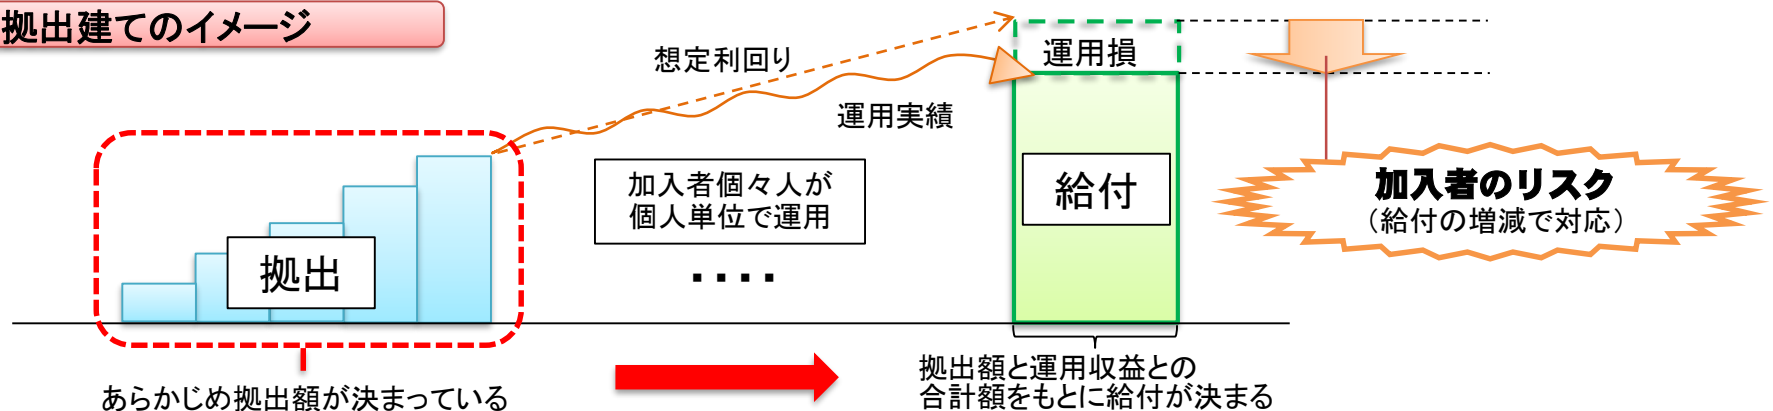 拠出建てのイメージ
想定利回り
運用実績
運用損
拠出
加入者個々人が
個人単位で運用
・・・・
給付
加入者のリスク
（給付の増減で対応）
あらかじめ拠出額が決まっている
拠出額と運用収益との
合計額をもとに給付が決まる